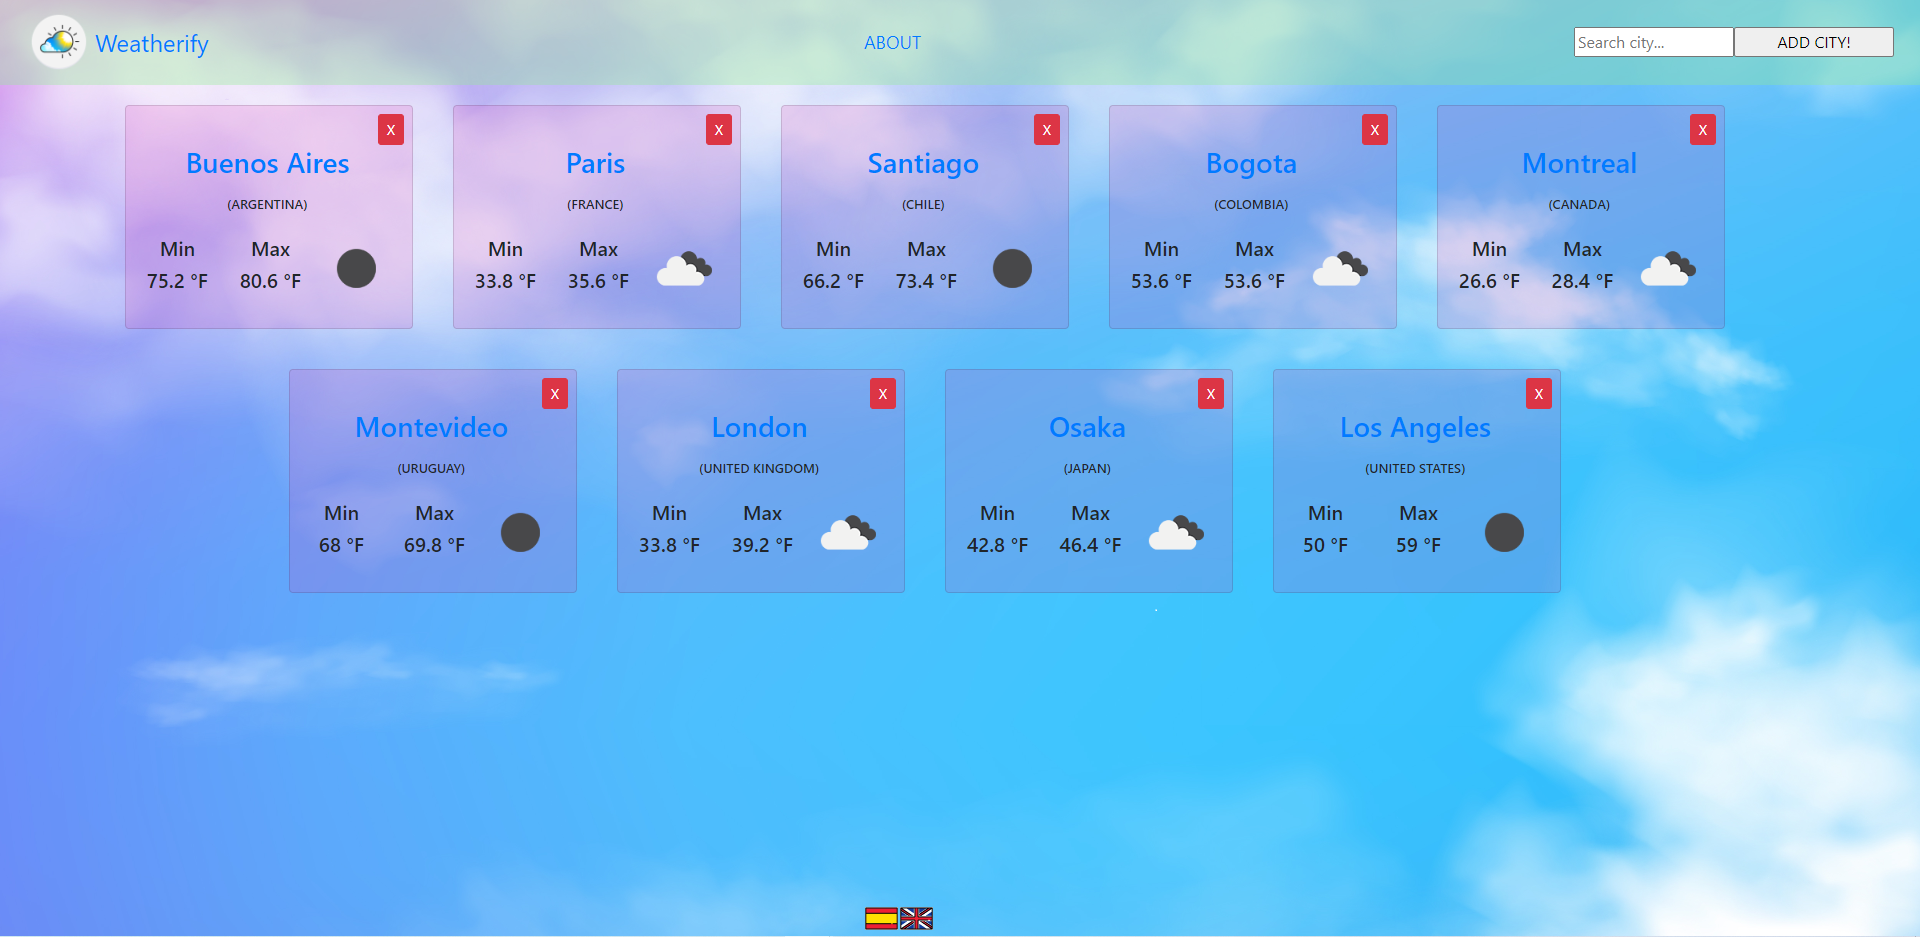 Weatherify
ABOUT
Search city...
ADD CITY!
X
Buenos Aires
(ARGENTINA)
Min Max
75.2 °F 80.6 °F
X
Paris
(FRANCE)
Min Max
33.8 °F 35.6 °F
X
Santiago
(CHILE)
Min Max
66.2 °F 73.4 °F
X
Bogota
(COLOMBIA)
Min Max
53.6 °F 53.6 °F
X
Montreal
(CANADA)
Min Max
26.6 °F 28.4 °F
X
Montevideo
(URUGUAY)
Min Max
68 °F 69.8 °F
X
London
(UNITED KINGDOM)
Min Max
33.8 °F 39.2 °F
X
Osaka
(JAPAN)
Min Max
42.8 °F 46.4 °F
X
Los Angeles
(UNITED STATES)
Min Max
50 °F 59 °F